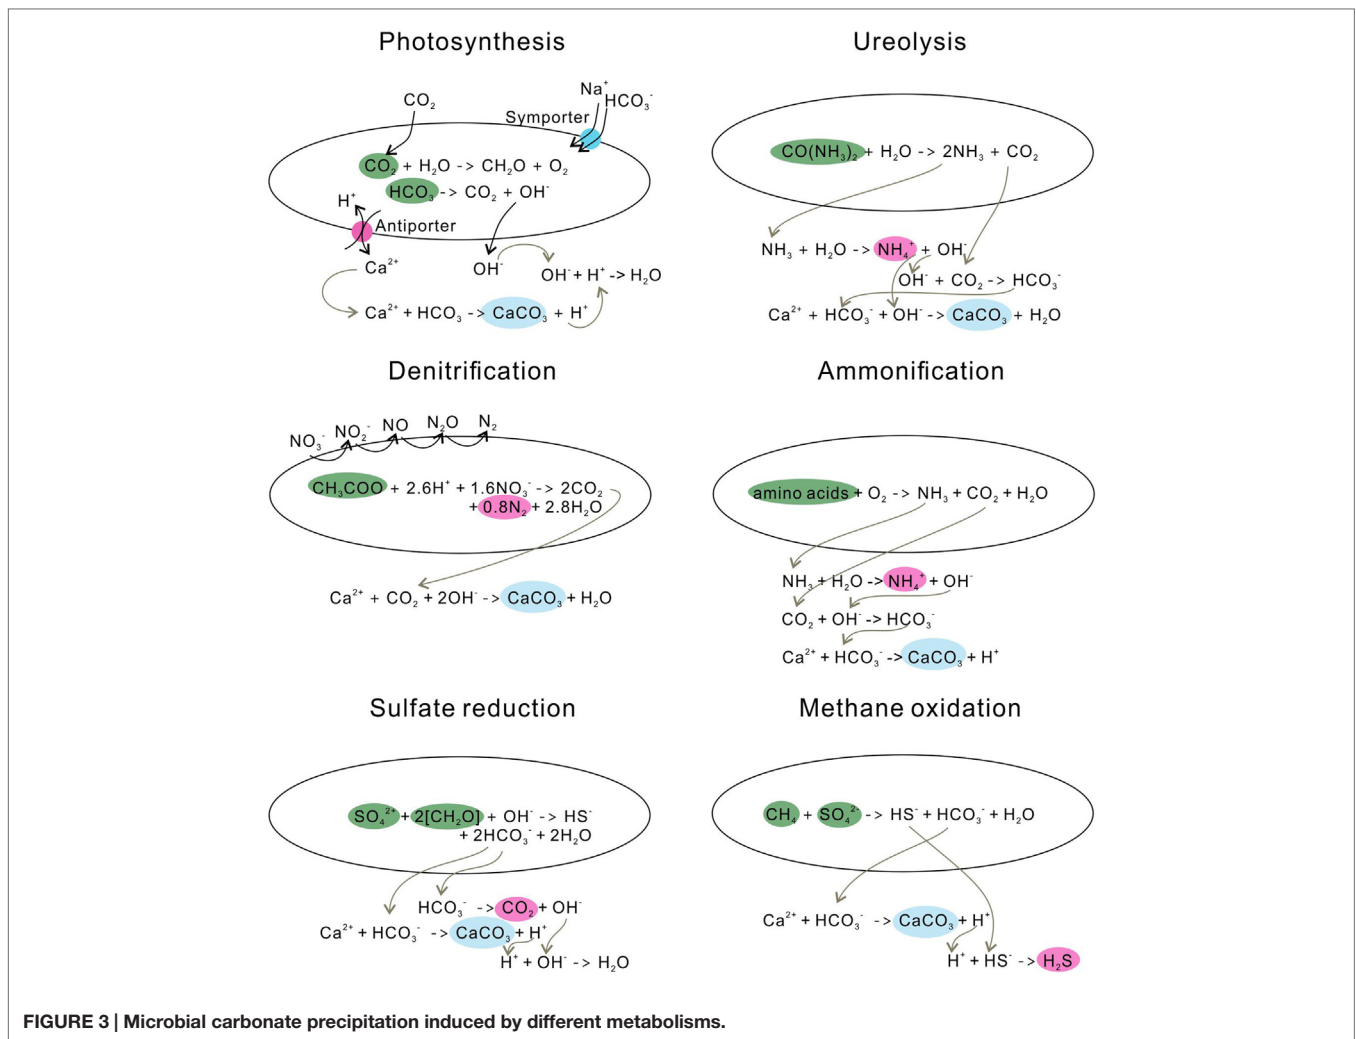 Photosynthesis
CO₂
Na⁺
HCO₃⁻
Symporter
CO₂ + H₂O -> CH₂O + O₂
HCO₃ -> CO₂ + OH⁻
H⁺
Antiporter
Ca²⁺
OH⁻
OH⁻ + H⁺ -> H₂O
Ca²⁺ + HCO₃ -> CaCO₃ + H⁺
Ureolysis
CO(NH₃)₂ + H₂O -> 2NH₃ + CO₂
NH₃ + H₂O -> NH₄⁺ + OH⁻
OH⁻ + CO₂ -> HCO₃⁻
Ca²⁺ + HCO₃⁻ + OH⁻ -> CaCO₃ + H₂O
Denitrification
NO₃⁻ NO₂⁻ NO N₂O N₂
CH₃COO + 2.6H⁺ + 1.6NO₃⁻ -> 2CO₂
+ 0.8N₂ + 2.8H₂O
Ca²⁺ + CO₂ + 2OH⁻ -> CaCO₃ + H₂O
Ammonification
amino acids + O₂ -> NH₃ + CO₂ + H₂O
NH₃ + H₂O -> NH₄⁺ + OH⁻
CO₂ + OH⁻ -> HCO₃⁻
Ca²⁺ + HCO₃⁻ -> CaCO₃ + H⁺
Sulfate reduction
SO₄²⁺ + 2[CH₂O] + OH⁻ -> HS⁻
+ 2HCO₃⁻ + 2H₂O
HCO₃⁻ -> CO₂ + OH⁻
Ca²⁺ + HCO₃⁻ -> CaCO₃ + H⁺
H⁺ + OH⁻ -> H₂O
Methane oxidation
CH₄ + SO₄²⁻ -> HS⁻ + HCO₃⁻ + H₂O
Ca²⁺ + HCO₃⁻ -> CaCO₃ + H⁺
H⁺ + HS⁻ -> H₂S
FIGURE 3 | Microbial carbonate precipitation induced by different metabolisms.